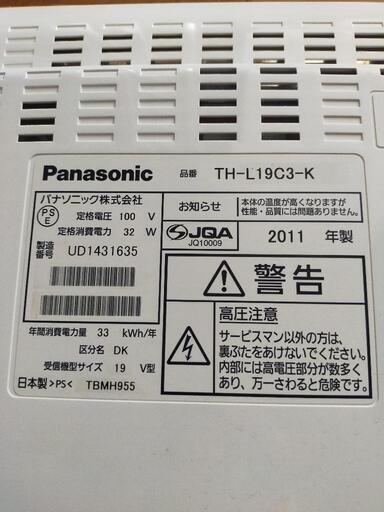 Panasonic
品番 TH-L19C3-K
パナソニック株式会社
PS
E
定格電圧 100 V
定格消費電力 32 W
製造
番号 UD1431635
お知らせ
本体の温度が高くなりますが
性能・品質には問題ありません。
JQA
JQ10009
2011 年製
年間消費電力量 33 kWh/年
区分名 DK
受信機型サイズ 19 V型
日本製 >PS< TBMH955
警告
高圧注意
サービスマン以外の方は、
裏ぶたをあけないでください。
内部には高電圧部分が数多く
あり、万一さわると危険です。